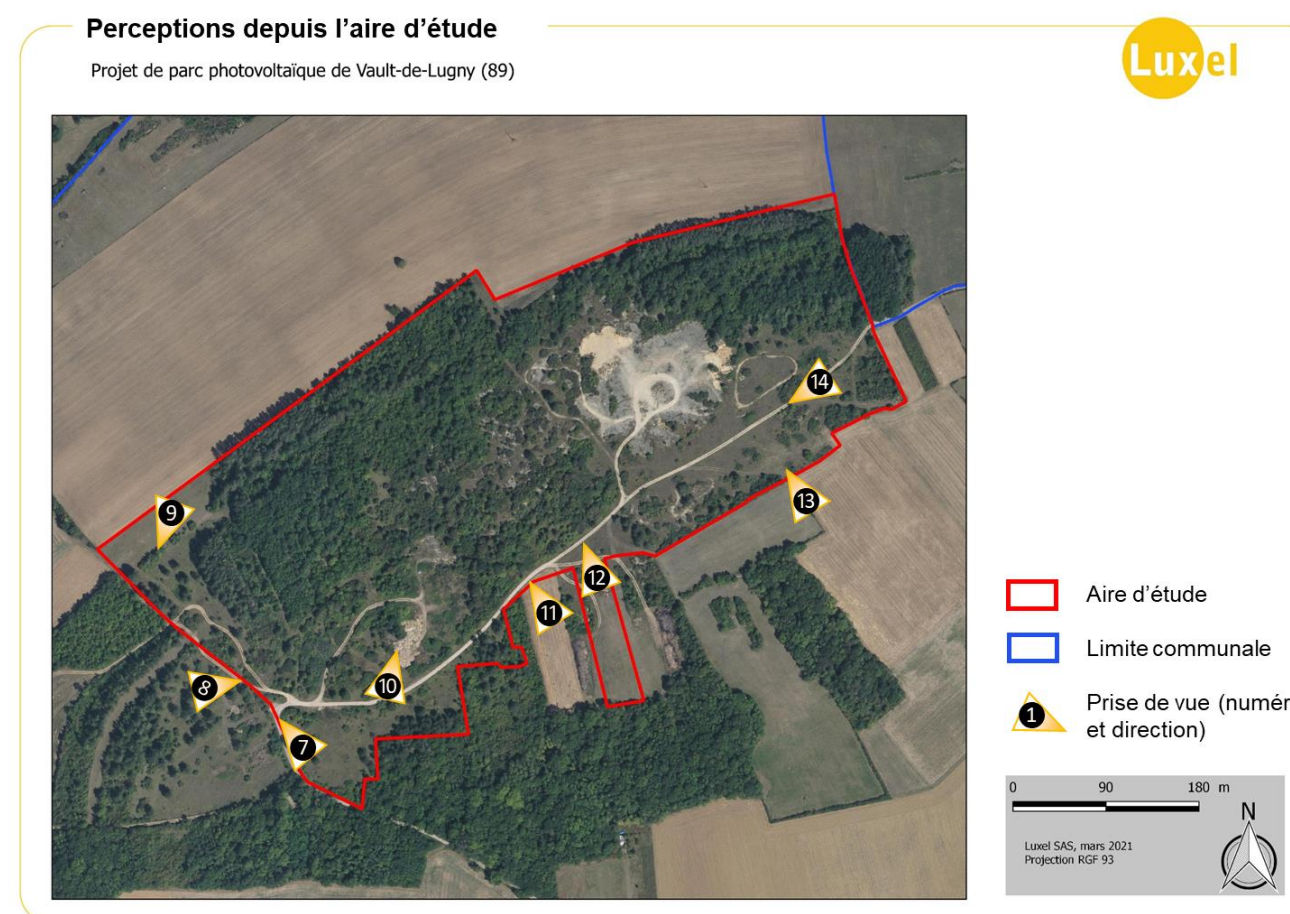 Perceptions depuis l’aire d’étude
Projet de parc photovoltaïque de Vault-de-Lugny (89)
Luxel
14
9
13
12
11
8
10
7
Aire d’étude
Limite communale
1
Prise de vue (numér
et direction)
0 90 180 m
N
Luxel SAS, mars 2021
Projection RGF 93